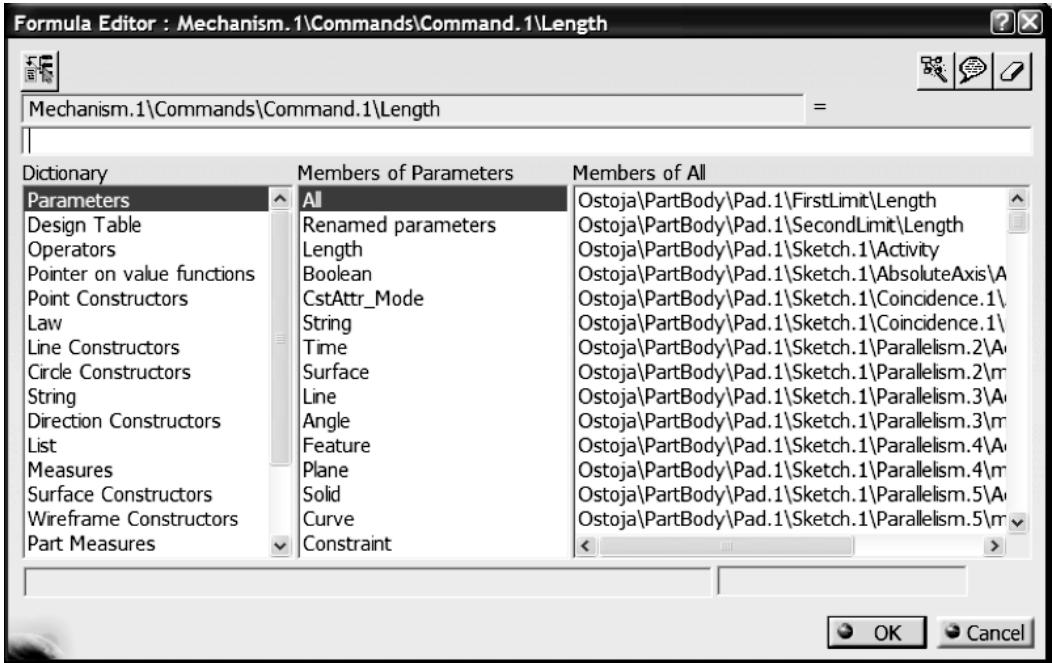 Formula Editor : Mechanism.1\Commands\Command.1\Length
Mechanism.1\Commands\Command.1\Length =
Dictionary
Parameters
Design Table
Operators
Pointer on value functions
Point Constructors
Law
Line Constructors
Circle Constructors
String
Direction Constructors
List
Measures
Surface Constructors
Wireframe Constructors
Part Measures
Members of Parameters
All
Renamed parameters
Length
Boolean
CstAttr_Mode
String
Time
Surface
Line
Angle
Feature
Plane
Solid
Curve
Constraint
Members of All
Ostoja\PartBody\Pad.1\FirstLimit\Length
Ostoja\PartBody\Pad.1\SecondLimit\Length
Ostoja\PartBody\Pad.1\Sketch.1\Activity
Ostoja\PartBody\Pad.1\Sketch.1\AbsoluteAxis\A
Ostoja\PartBody\Pad.1\Sketch.1\Coincidence.1\
Ostoja\PartBody\Pad.1\Sketch.1\Coincidence.1\
Ostoja\PartBody\Pad.1\Sketch.1\Parallelism.2\A
Ostoja\PartBody\Pad.1\Sketch.1\Parallelism.2\m
Ostoja\PartBody\Pad.1\Sketch.1\Parallelism.3\A
Ostoja\PartBody\Pad.1\Sketch.1\Parallelism.3\m
Ostoja\PartBody\Pad.1\Sketch.1\Parallelism.4\A
Ostoja\PartBody\Pad.1\Sketch.1\Parallelism.4\m
Ostoja\PartBody\Pad.1\Sketch.1\Parallelism.5\A
Ostoja\PartBody\Pad.1\Sketch.1\Parallelism.5\m
OK
Cancel